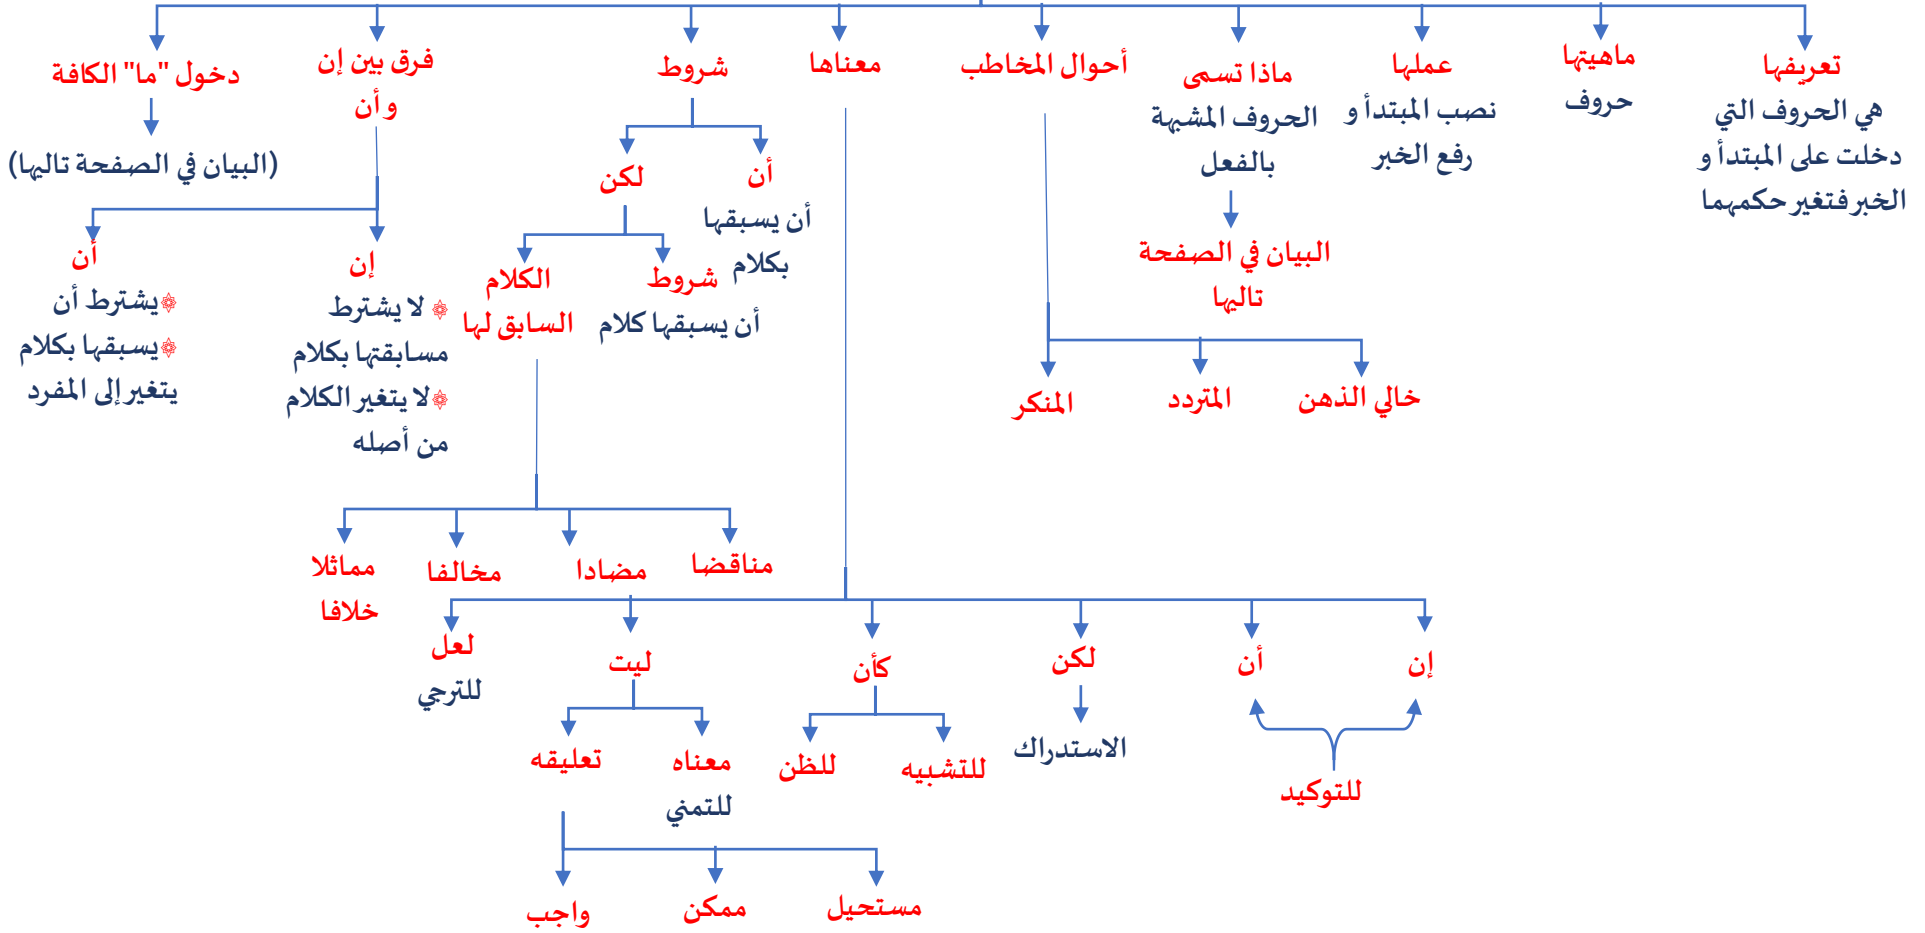 تعريفها
هي الحروف التي
دخلت على المبتدأ و
الخبر فتغير حكمهما
ماهيتها
حروف
عملها
نصب المبتدأ و
رفع الخبر
ماذا تسمى
الحروف المشبهة
بالفعل
البيان في الصفحة
تاليها
أحوال المخاطب
خالي الذهن
المتردد
المنكر
معناها
إن
أن
للتوكيد
لكن
الاستدراك
كأن
للتشبيه
للظن
ليت
معناه
للتمني
تعليقه
مستحيل
ممكن
واجب
لعل
للترجي
شروط
أن
أن يسبقها
بكلام
لكن
شروط
أن يسبقها كلام
الكلام
السابق لها
مناقضا
مضادا
مخالفا
مماثلا
خلافا
فرق بين إن
و أن
إن
لا يشترط
مسابقتها بكلام
لا يتغير الكلام
من أصله
أن
يشترط أن
يسبقها بكلام
يتغير إلى المفرد
دخول "ما" الكافة
(البيان في الصفحة تاليها)